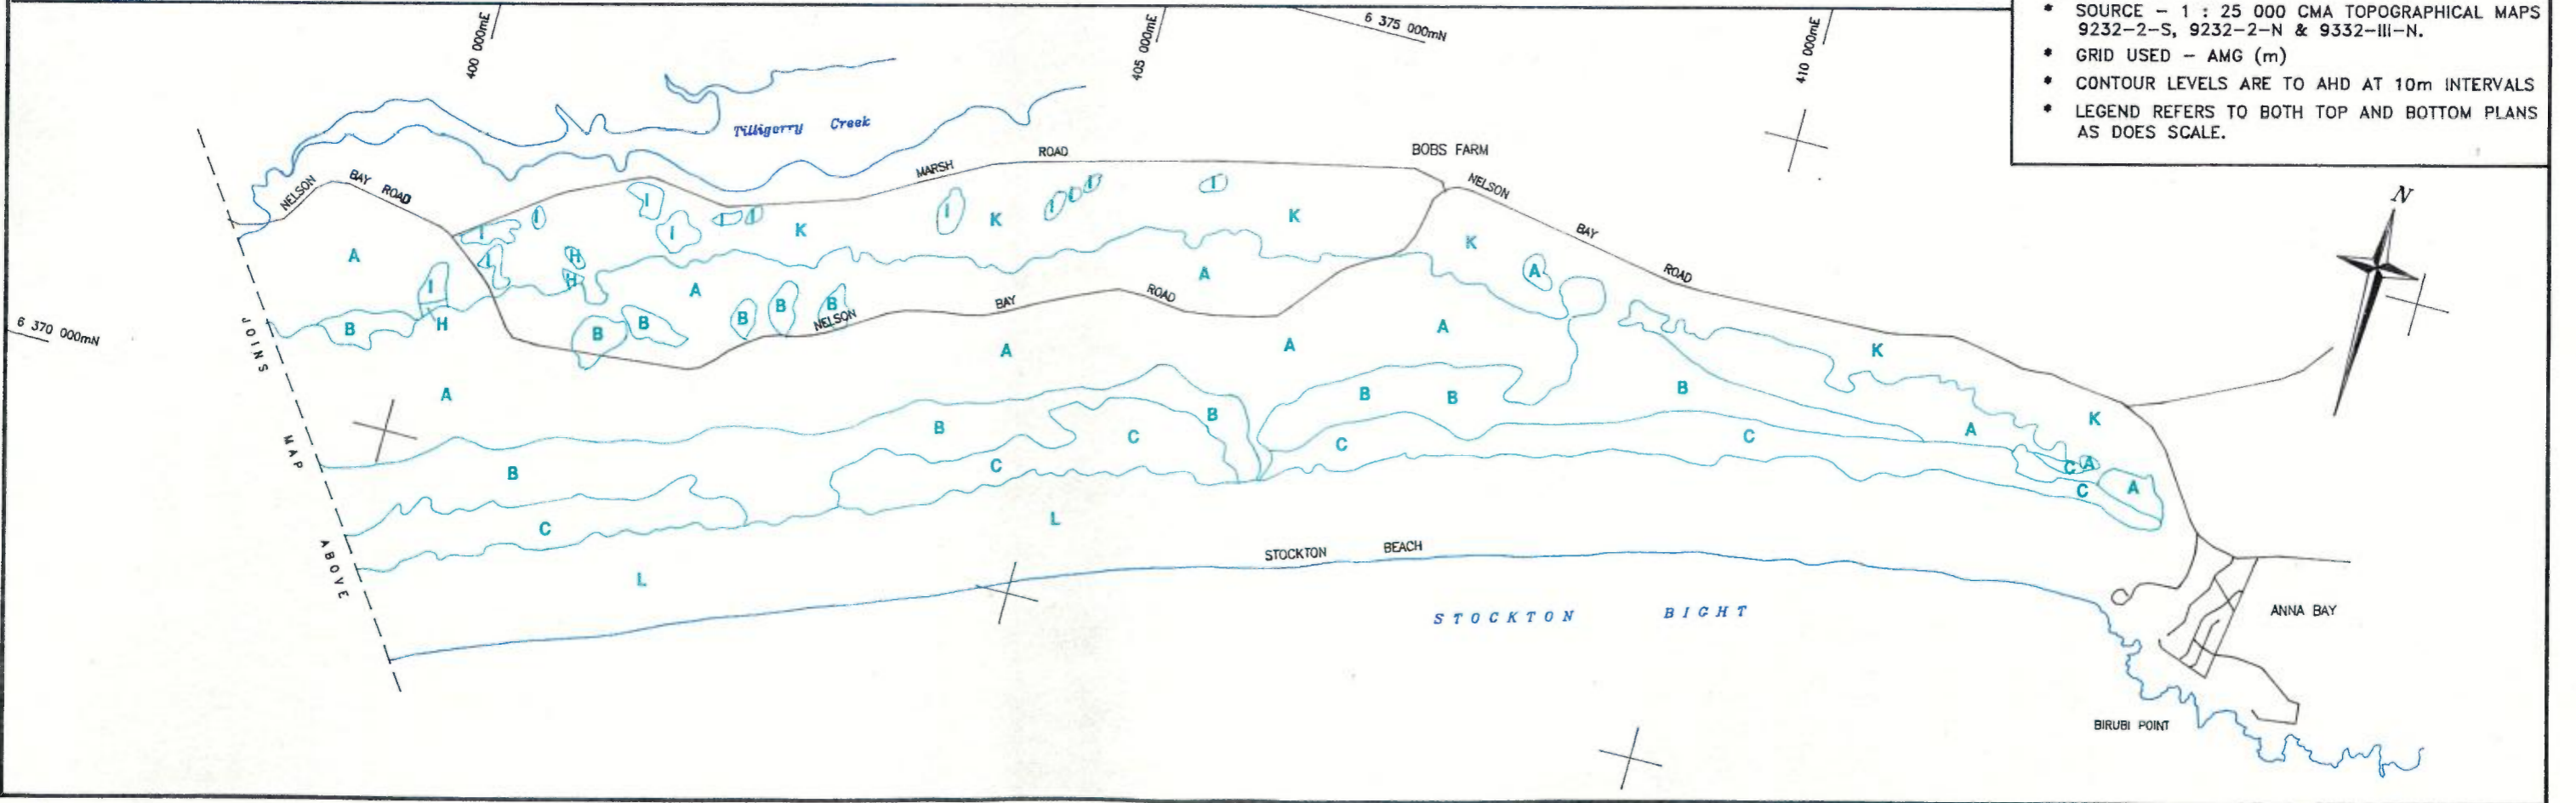 * SOURCE – 1 : 25 000 CMA TOPOGRAPHICAL MAPS
9232-2-S, 9232-2-N & 9332-III-N.
* GRID USED – AMG (m)
* CONTOUR LEVELS ARE TO AHD AT 10m INTERVALS
* LEGEND REFERS TO BOTH TOP AND BOTTOM PLANS
AS DOES SCALE.
400 000mE
405 000mE
6 375 000mN
410 000mE
N
Tilligerry Creek
NELSON BAY ROAD
MARSH ROAD
BOBS FARM
NELSON BAY ROAD
I I I I I I I I I I
I I K K K K
A I H H A A K A
6 370 000mN
B H B B B B B
NELSON BAY ROAD
JOINS MAP ABOVE
A A A A K
B B B B B K
B C C C C A
B C C A
C L C A
STOCKTON BEACH
L
STOCKTON BIGHT
ANNA BAY
BIRUBI POINT